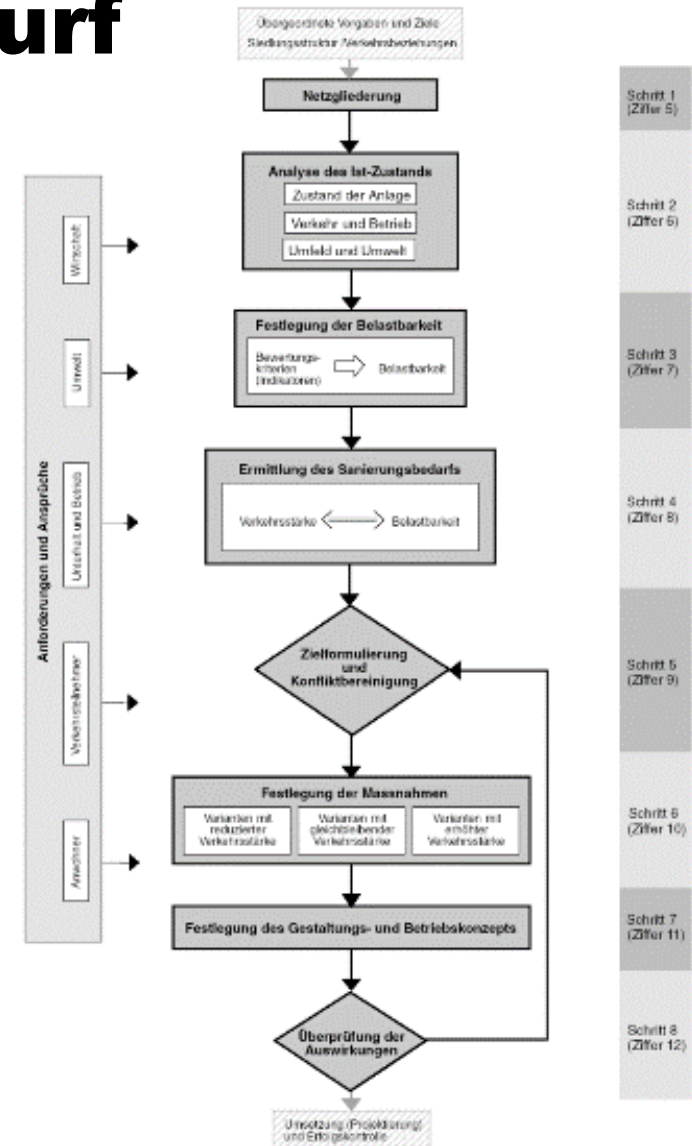 urf
Übergeordnete Vorgaben und Ziele
Siedlungsstruktur /Verkehrsbeziehungen
Netzgliederung
Analyse des Ist-Zustands
Zustand der Anlage
Verkehr und Betrieb
Umfeld und Umwelt
Festlegung der Belastbarkeit
Bewertungs-
kriterien
(Indikatoren)
Belastbarkeit
Ermittlung des Sanierungsbedarfs
Verkehrsstärke
Belastbarkeit
Zielformulierung
und
Konfliktbereinigung
Festlegung der Massnahmen
Varianten mit
reduzierter
Verkehrsstärke
Varianten mit
gleichbleibender
Verkehrsstärke
Varianten mit
erhöhter
Verkehrsstärke
Festlegung des Gestaltungs- und Betriebskonzepts
Überprüfung der
Auswirkungen
Umsetzung (Projektierung)
und Erfolgskontrolle
Anforderungen und Ansprüche
Wirtschaft
Umwelt
Unterhalt und Betrieb
Verkehrsteilnehmer
Anwohner
Schritt 1
(Ziffer 5)
Schritt 2
(Ziffer 6)
Schritt 3
(Ziffer 7)
Schritt 4
(Ziffer 8)
Schritt 5
(Ziffer 9)
Schritt 6
(Ziffer 10)
Schritt 7
(Ziffer 11)
Schritt 8
(Ziffer 12)